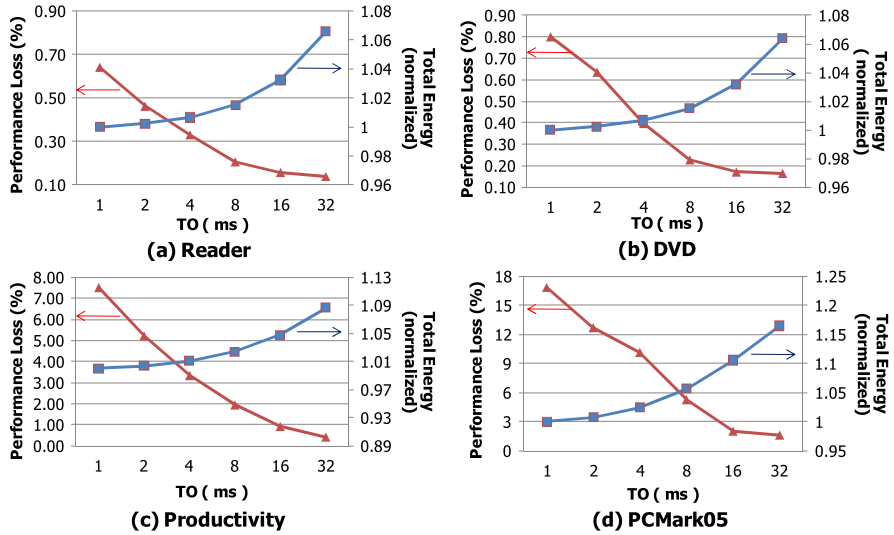 0.90
0.70
0.50
0.30
0.10
Performance Loss (%)
1.08
1.06
1.04
1.02
1
0.98
0.96
Total Energy
(normalized)
1 2 4 8 16 32
TO ( ms )
(a) Reader
0.90
0.80
0.70
0.60
0.50
0.40
0.30
0.20
0.10
Performance Loss (%)
1.08
1.06
1.04
1.02
1
0.98
0.96
Total Energy
( normalized)
1 2 4 8 16 32
TO ( ms )
(b) DVD
8.00
7.00
6.00
5.00
4.00
3.00
2.00
1.00
0.00
Performance Loss (%)
1.13
1.09
1.05
1.01
0.97
0.93
0.89
Total Energy
(normalized)
1 2 4 8 16 32
TO ( ms )
(c) Productivity
18
15
12
9
6
3
0
Performance Loss (%)
1.25
1.2
1.15
1.1
1.05
1
0.95
Total Energy
(normalized)
1 2 4 8 16 32
TO ( ms )
(d) PCMark05